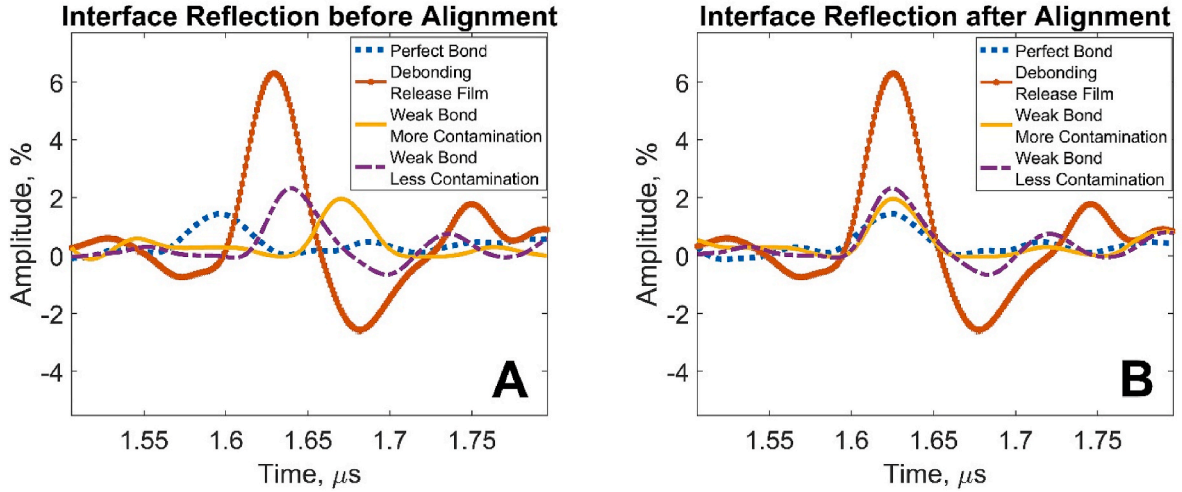 Interface Reflection before Alignment
6
4
2
0
-2
-4
Amplitude, %
Perfect Bond
Debonding
Release Film
Weak Bond
More Contamination
Weak Bond
Less Contamination
A
1.55
1.6
1.65
1.7
1.75
Time, μs
Interface Reflection after Alignment
6
4
2
0
-2
-4
Amplitude, %
Perfect Bond
Debonding
Release Film
Weak Bond
More Contamination
Weak Bond
Less Contamination
B
1.55
1.6
1.65
1.7
1.75
Time, μs